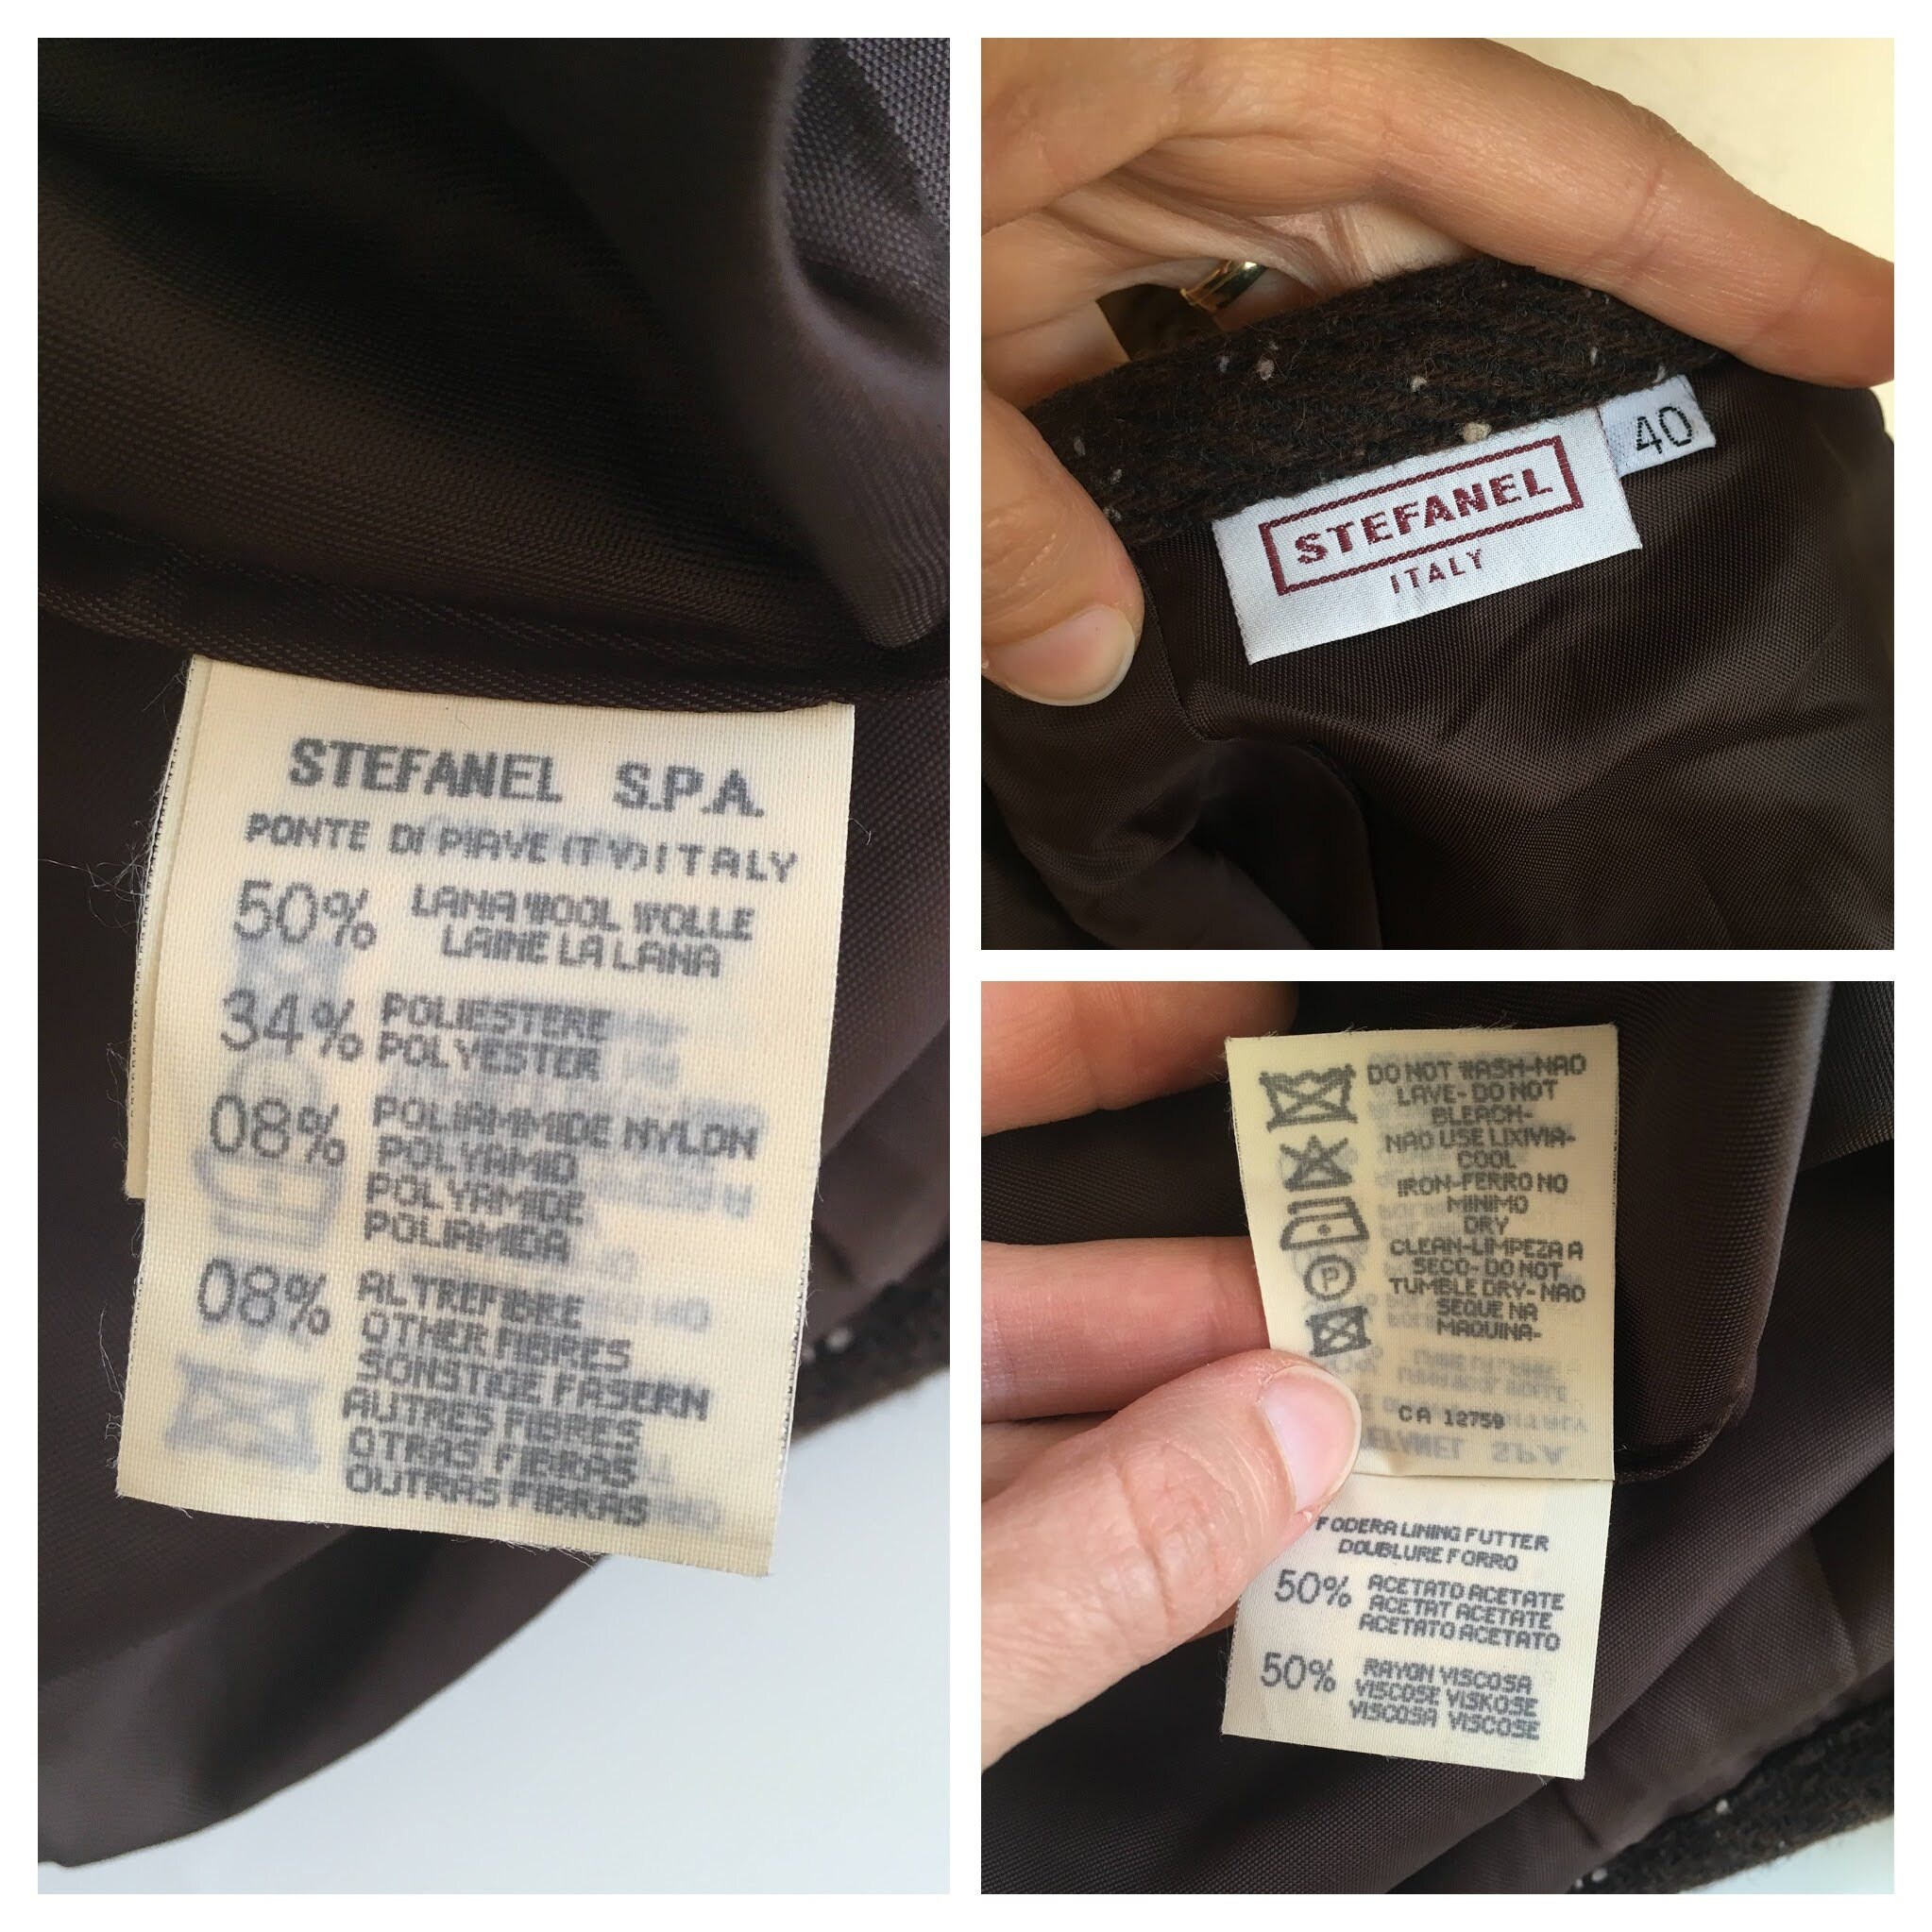 STEFANEL S.P.A.
PONTE DI PIAVE (TV) ITALY
50% LANA WOOL WOLLE
LAINE LA LANA
34% POLIESTERE
POLYESTER
08% POLIAMMIDE NYLON
POLYAMID
POLYAMIDE
POLIAMIDA
08% ALTRE FIBRE
OTHER FIBRES
SONSTRIE FASERN
AUTRES FIBRES
OTRAS FIBRAS
OUTRAS FIBRAS
STEFANEL
ITALY
40
DO NOT WASH-NAO
LAVE- DO NOT
BLEACH-
NAO USE LIXIVIA-
COOL
IRON-FERRO NO
MINIMO
DRY
CLEAN-LIMPEZA A
SECO- DO NOT
TUMBLE DRY- NAO
SEQUE NA
MAQUINA-
P
CA 12759
FODERA LINING FUTTER
DOUBLURE FORRO
50% ACETATO ACETATE
ACETAT ACETATE
ACETATO ACETATO
50% RAYON VISCOSA
VISCOSE VISKOSE
VISCOSA VISCOSE